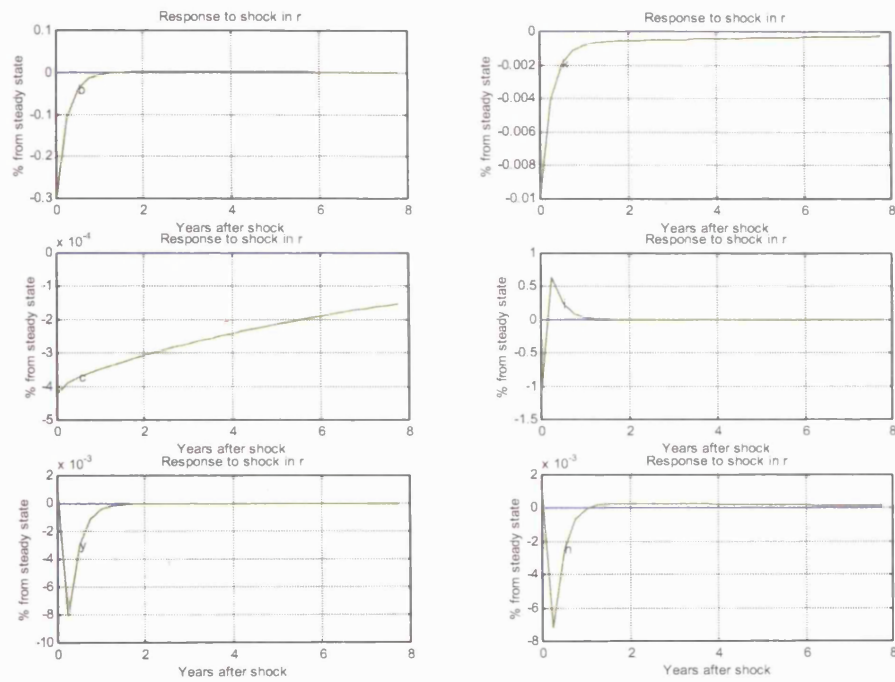 Response to shock in r
0.1
0
-0.1
-0.2
-0.3
% from steady state
b
0 2 4 6 8
Years after shock
Response to shock in r
0
-0.002
-0.004
-0.006
-0.008
-0.01
% from steady state
0 2 4 6 8
Years after shock
x 10-4
Response to shock in r
0
-1
-2
-3
-4
-5
% from steady state
c
0 2 4 6 8
Years after shock
Response to shock in r
1
0.5
0
-0.5
-1
-1.5
% from steady state
0 2 4 6 8
Years after shock
x 10-3
Response to shock in r
2
0
-2
-4
-6
-8
-10
% from steady state
y
0 2 4 6 8
Years after shock
x 10-3
Response to shock in r
2
0
-2
-4
-6
-8
% from steady state
n
0 2 4 6 8
Years after shock